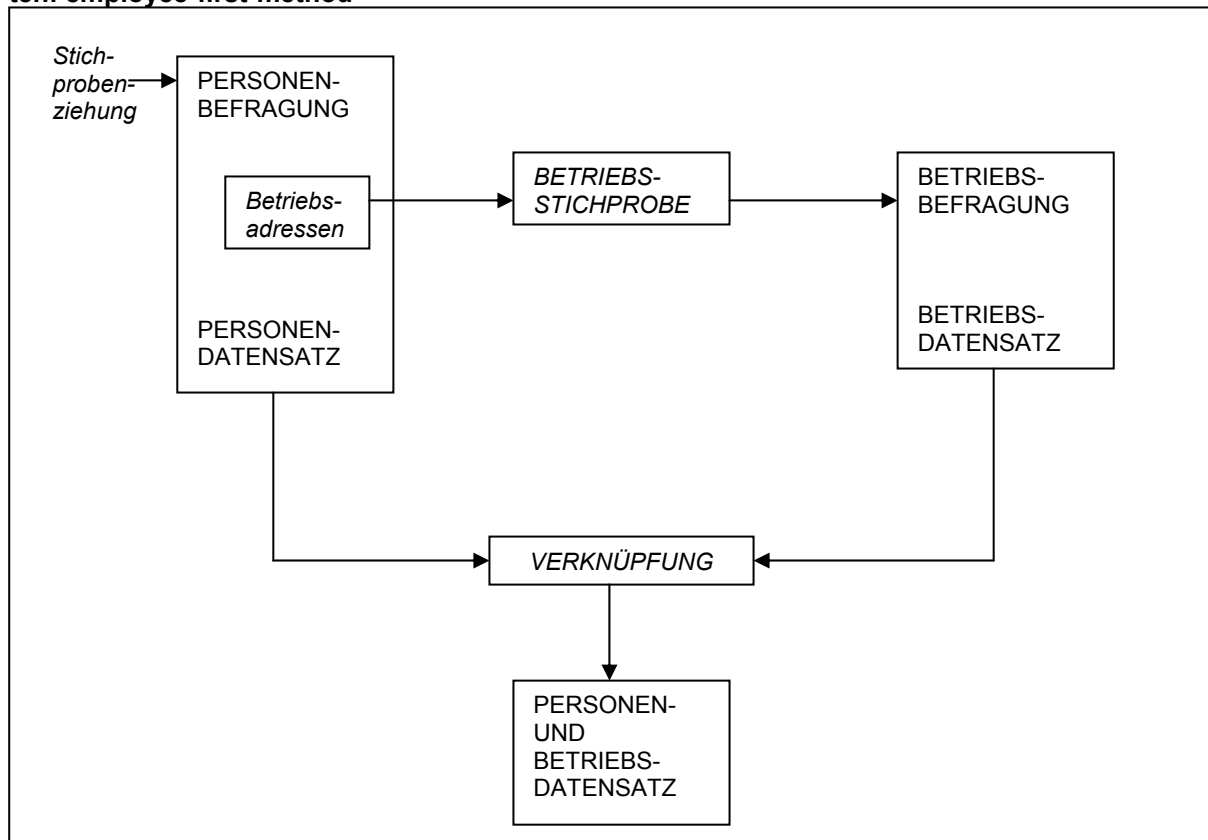 employee first method
Stich-
proben-
ziehung
PERSONEN-
BEFRAGUNG
Betriebs-
adressen
PERSONEN-
DATENSATZ
BETRIEBS-
STICHPROBE
BETRIEBS-
BEFRAGUNG
BETRIEBS-
DATENSATZ
VERKNÜPFUNG
PERSONEN-
UND
BETRIEBS-
DATENSATZ